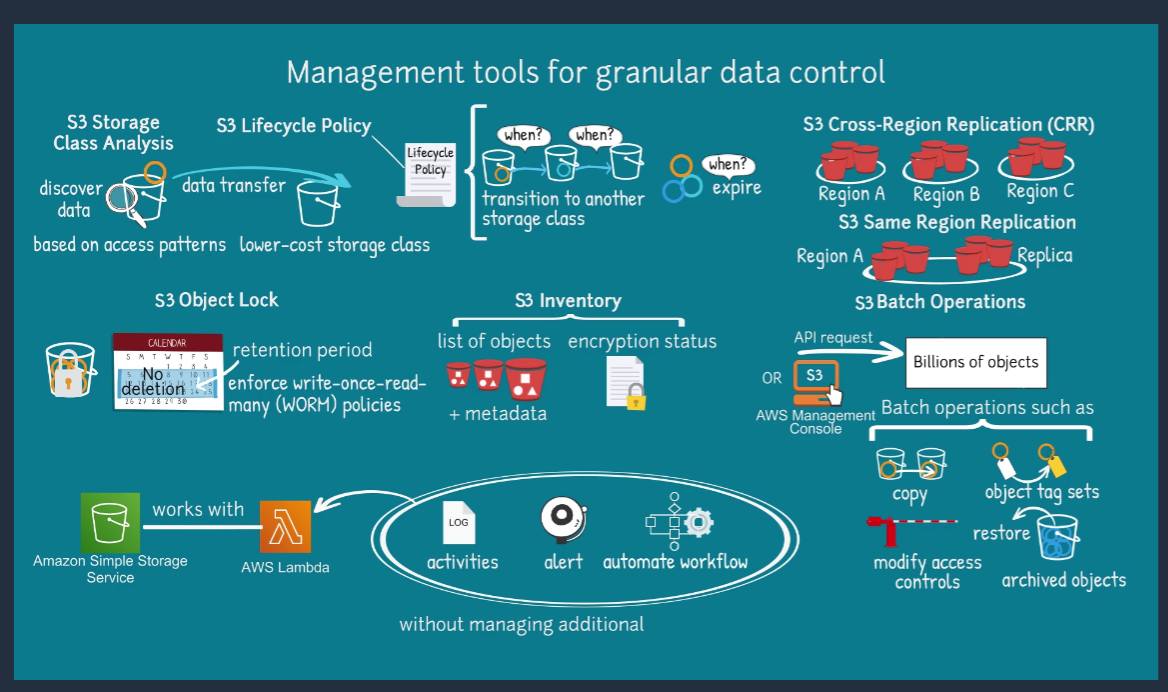 Management tools for granular data control
S3 Storage
Class Analysis
discover
data
data transfer
based on access patterns
lower-cost storage class
S3 Lifecycle Policy
Lifecycle
Policy
when?
when?
transition to another
storage class
when?
expire
S3 Cross-Region Replication (CRR)
Region A
Region B
Region C
S3 Same Region Replication
Region A
Replica
S3 Object Lock
CALENDAR
S M T W T F S
No
deletion
26 27 28 29 30
retention period
enforce write-once-read-
many (WORM) policies
S3 Inventory
list of objects
encryption status
+ metadata
S3 Batch Operations
API request
OR
S3
AWS Management
Console
Billions of objects
Batch operations such as
copy
object tag sets
modify access
controls
restore
archived objects
Amazon Simple Storage
Service
works with
AWS Lambda
LOG
activities
alert
automate workflow
without managing additional